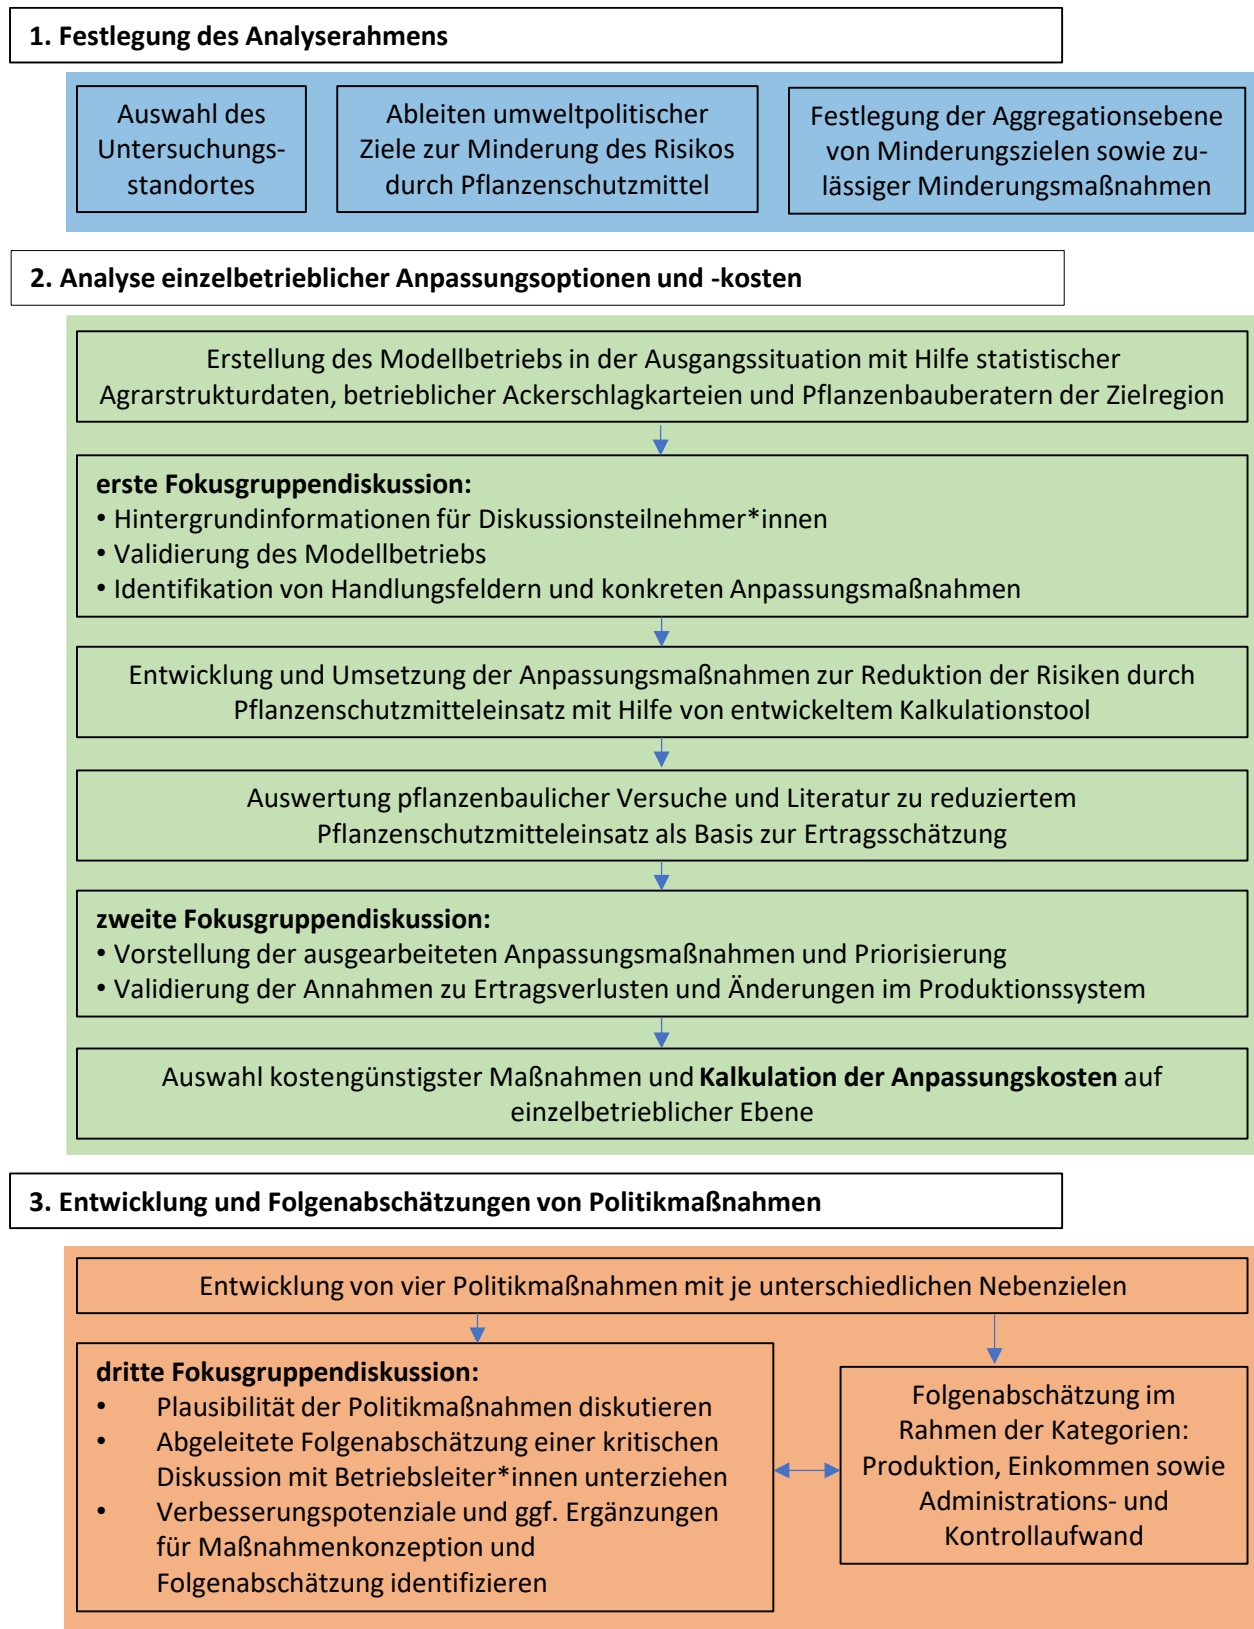 1. Festlegung des Analyserahmens
Auswahl des
Untersuchungs-
standortes
Ableiten umweltpolitischer
Ziele zur Minderung des Risikos
durch Pflanzenschutzmittel
Festlegung der Aggregationsebene
von Minderungszielen sowie zu-
lässiger Minderungsmaßnahmen
2. Analyse einzelbetrieblicher Anpassungsoptionen und -kosten
Erstellung des Modellbetriebs in der Ausgangssituation mit Hilfe statistischer
Agrarstrukturdaten, betrieblicher Ackerschlagkarteien und Pflanzenbauberatern der Zielregion
erste Fokusgruppendiskussion:
• Hintergrundinformationen für Diskussionsteilnehmer*innen
• Validierung des Modellbetriebs
• Identifikation von Handlungsfeldern und konkreten Anpassungsmaßnahmen
Entwicklung und Umsetzung der Anpassungsmaßnahmen zur Reduktion der Risiken durch
Pflanzenschutzmitteleinsatz mit Hilfe von entwickeltem Kalkulationstool
Auswertung pflanzenbaulicher Versuche und Literatur zu reduziertem
Pflanzenschutzmitteleinsatz als Basis zur Ertragsschätzung
zweite Fokusgruppendiskussion:
• Vorstellung der ausgearbeiteten Anpassungsmaßnahmen und Priorisierung
• Validierung der Annahmen zu Ertragsverlusten und Änderungen im Produktionssystem
Auswahl kostengünstigster Maßnahmen und Kalkulation der Anpassungskosten auf
einzelbetrieblicher Ebene
3. Entwicklung und Folgenabschätzungen von Politikmaßnahmen
Entwicklung von vier Politikmaßnahmen mit je unterschiedlichen Nebenzielen
dritte Fokusgruppendiskussion:
• Plausibilität der Politikmaßnahmen diskutieren
• Abgeleitete Folgenabschätzung einer kritischen
Diskussion mit Betriebsleiter*innen unterziehen
• Verbesserungspotenziale und ggf. Ergänzungen
für Maßnahmenkonzeption und
Folgenabschätzung identifizieren
Folgenabschätzung im
Rahmen der Kategorien:
Produktion, Einkommen sowie
Administrations- und
Kontrollaufwand